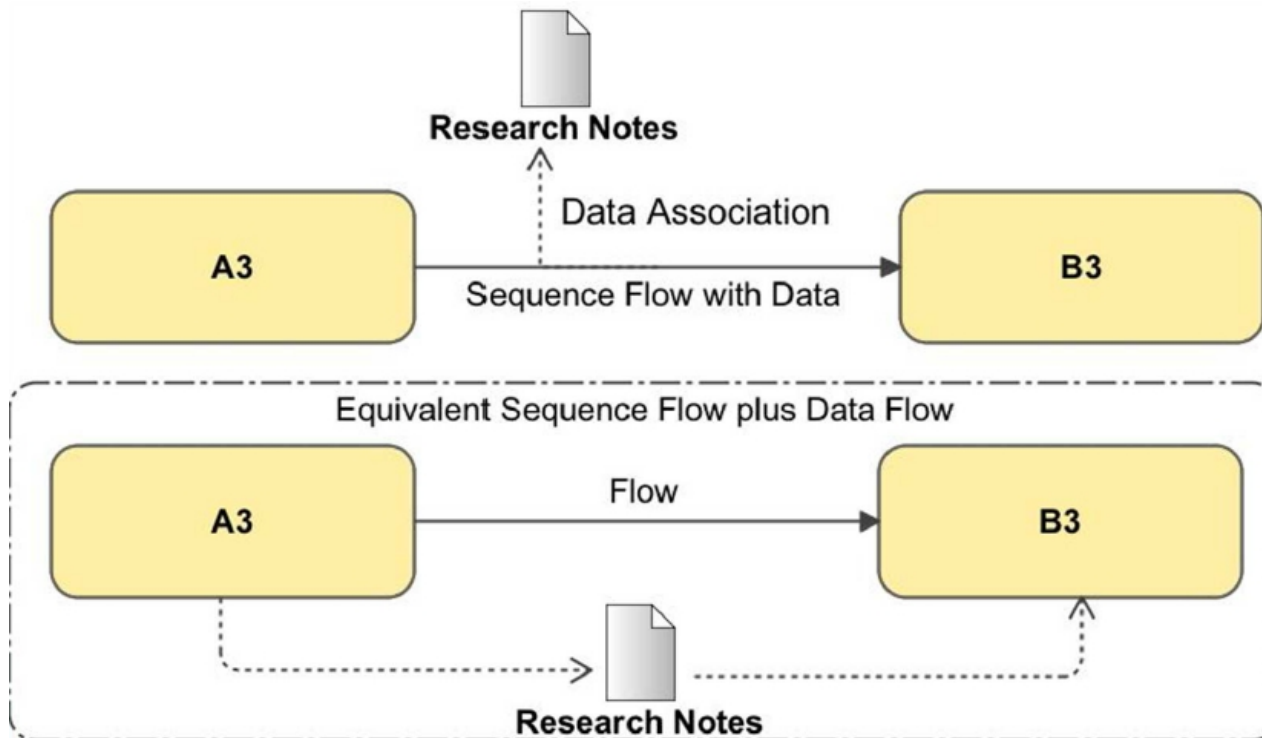 Research Notes
Data Association
A3
B3
Sequence Flow with Data
Equivalent Sequence Flow plus Data Flow
Flow
A3
B3
Research Notes